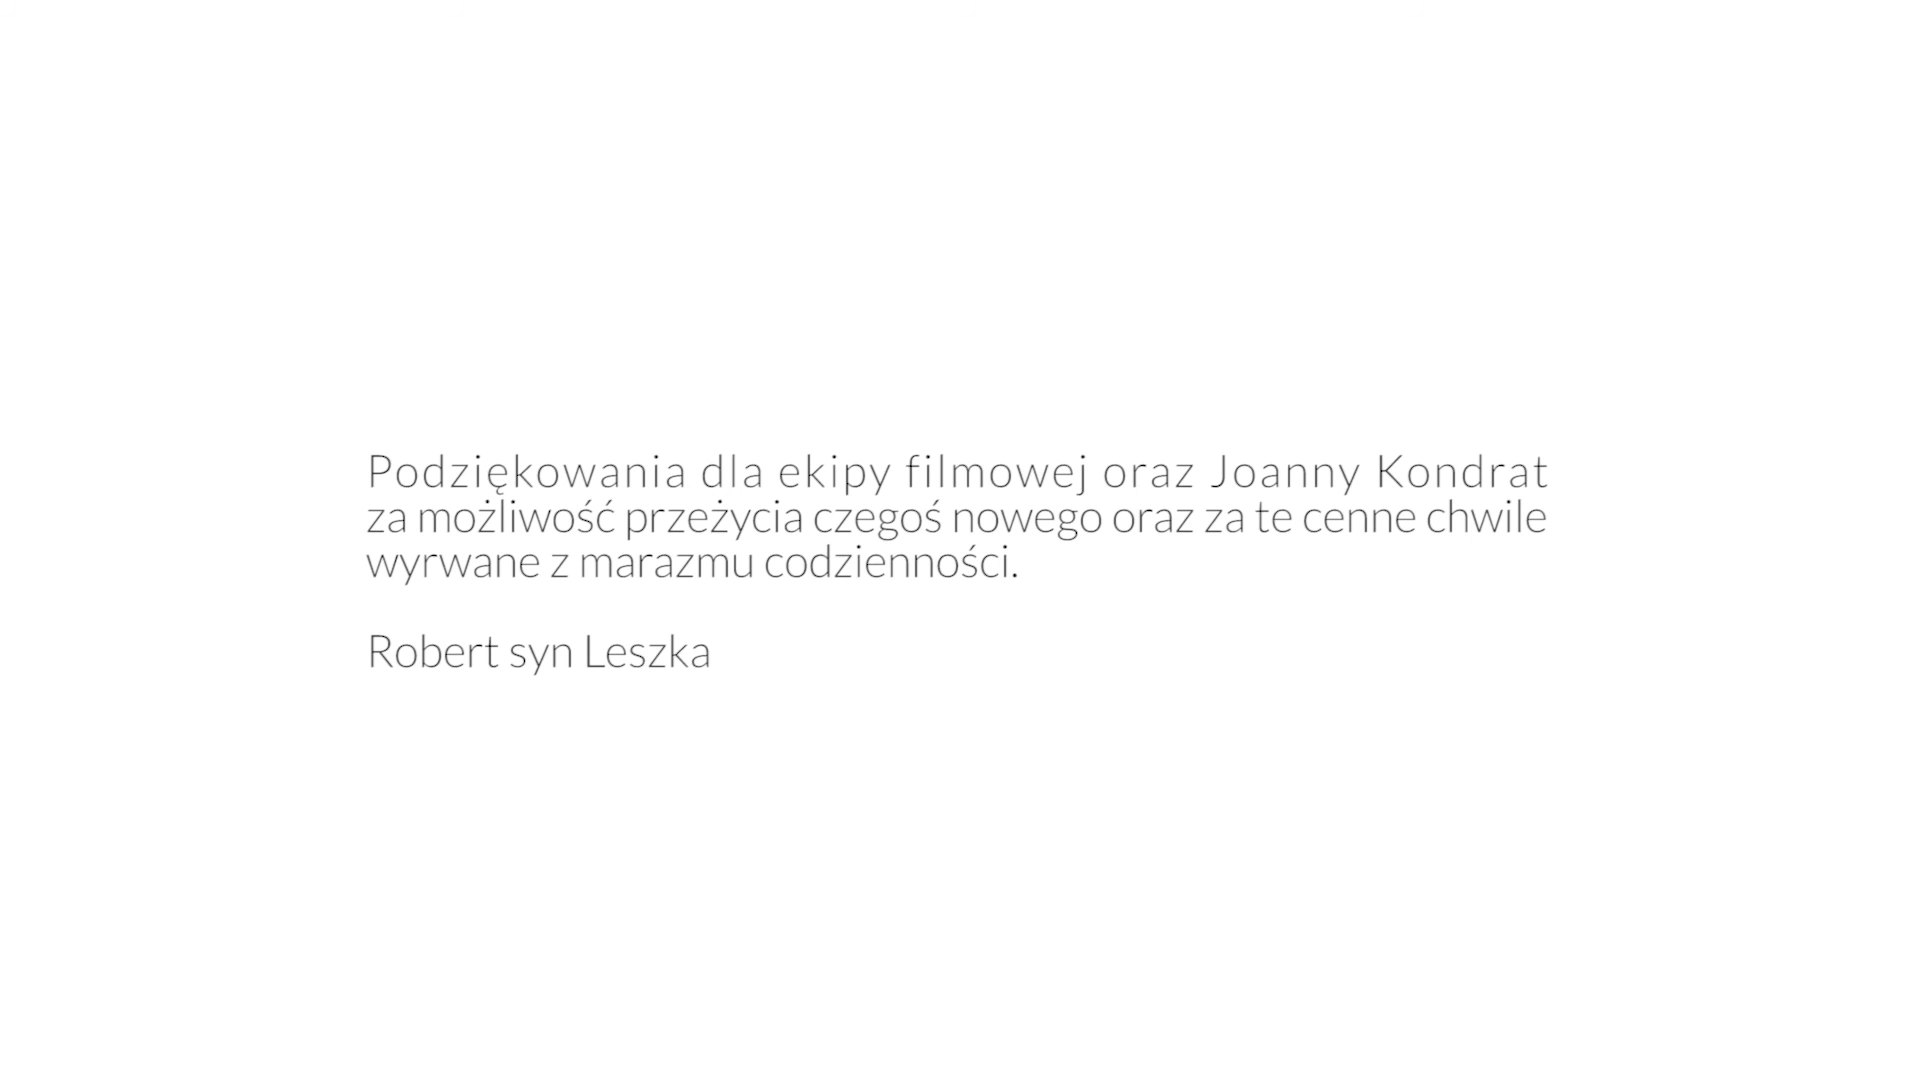 Podziękowania dla ekipy filmowej oraz Joanny Kondrat
za możliwość przeżycia czegoś nowego oraz za te cenne chwile
wyrwane z marazmu codzienności.
Robert syn Leszka